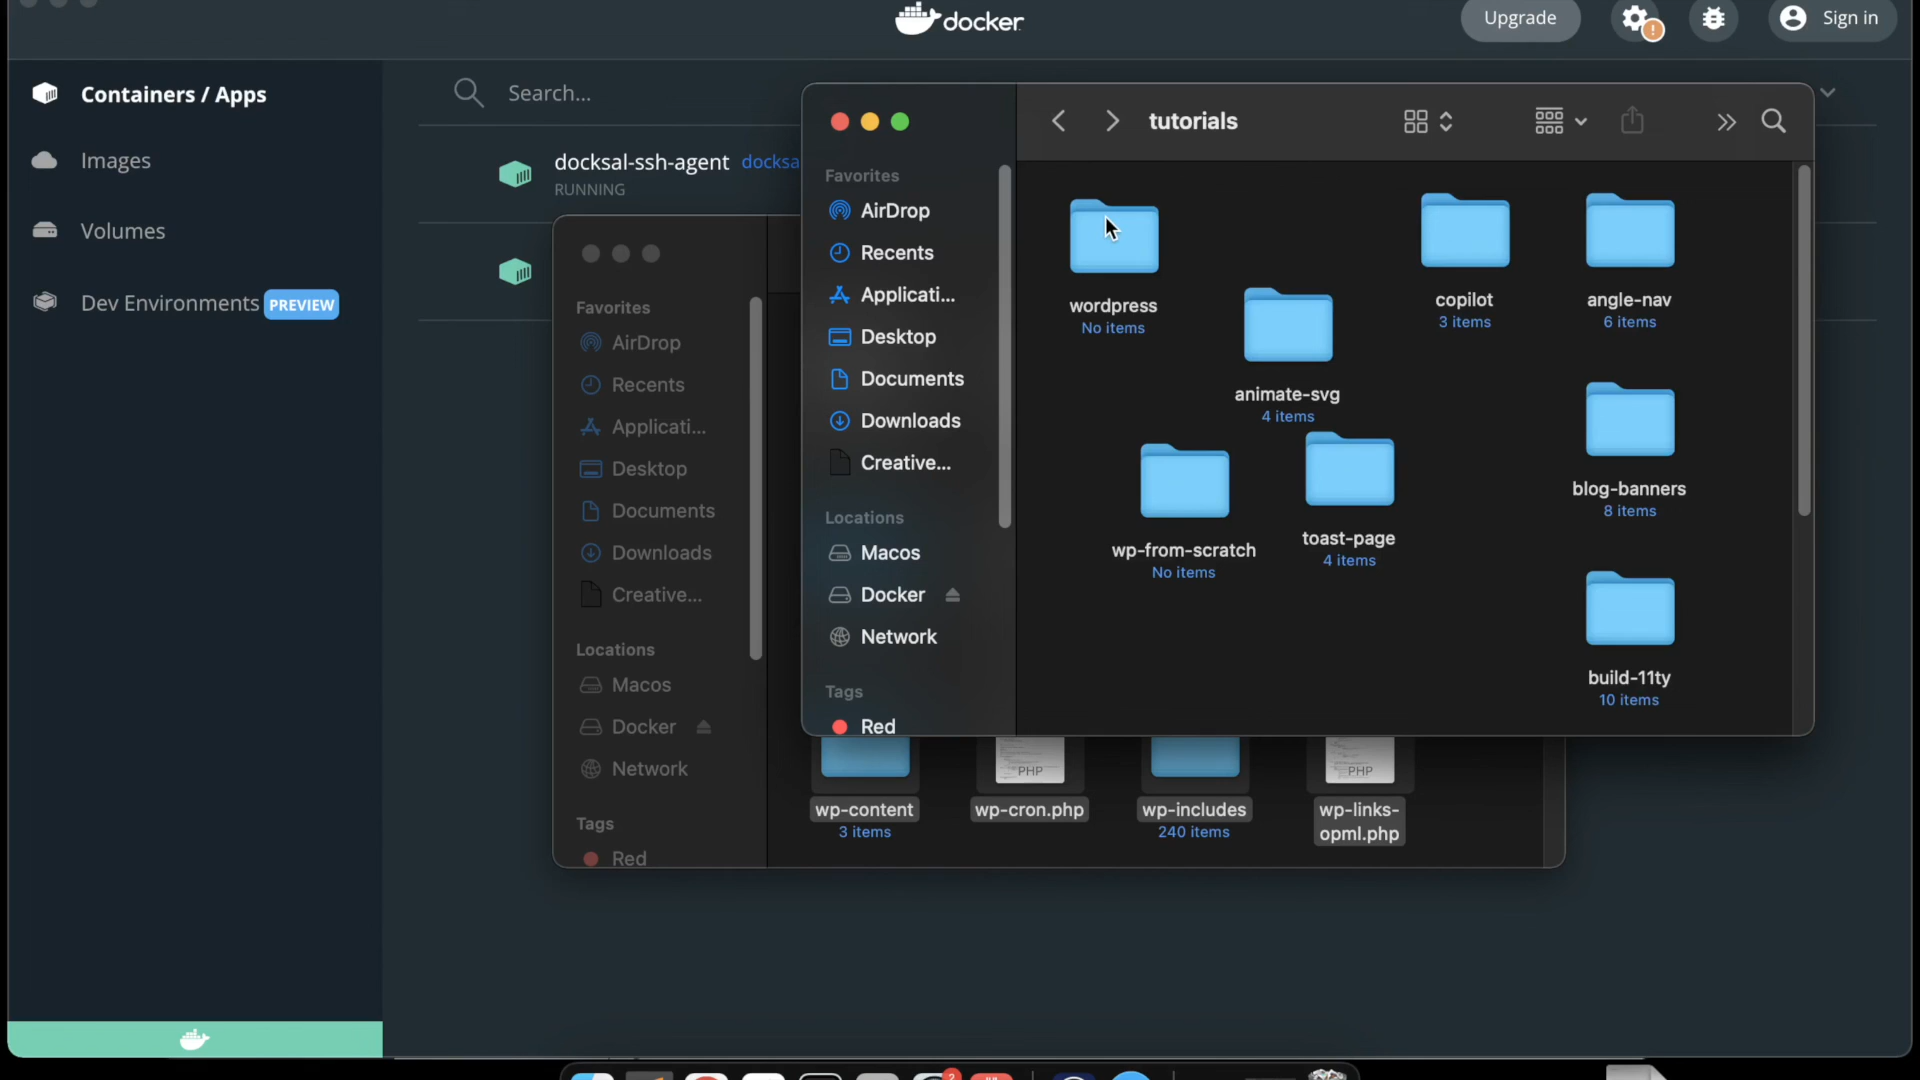 docker
Upgrade
Sign in
Containers / Apps
Images
Volumes
Dev Environments PREVIEW
Search...
docksal-ssh-agent docksa
RUNNING
Favorites
AirDrop
Recents
Applicati...
Desktop
Documents
Downloads
Creative...
Locations
Macos
Docker
Network
Tags
Red
wp-content
3 items
wp-cron.php
PHP
wp-includes
240 items
PHP
wp-links-
opml.php
tutorials
Favorites
AirDrop
Recents
Applicati...
Desktop
Documents
Downloads
Creative...
Locations
Macos
Docker
Network
Tags
Red
wordpress
No items
copilot
3 items
angle-nav
6 items
animate-svg
4 items
blog-banners
8 items
wp-from-scratch
No items
toast-page
4 items
build-11ty
10 items
2